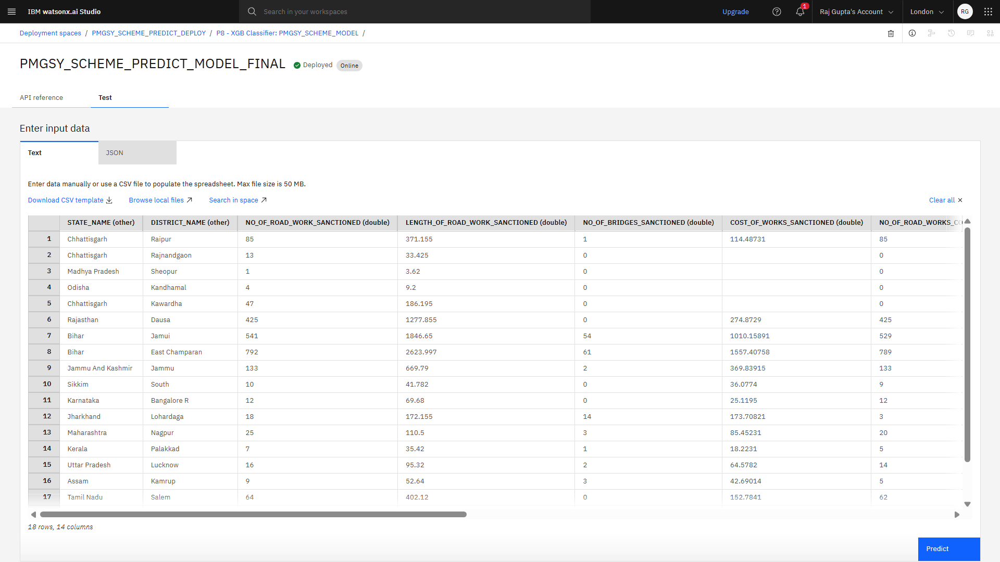 IBM watsonx.ai Studio
Search in your workspaces
Upgrade
1
Raj Gupta's Account
London
RG
Deployment spaces / PMGSY_SCHEME_PREDICT_DEPLOY / P8 - XGB Classifier: PMGSY_SCHEME_MODEL /
PMGSY_SCHEME_PREDICT_MODEL_FINAL Deployed Online
API reference Test
Enter input data
Text JSON
Enter data manually or use a CSV file to populate the spreadsheet. Max file size is 50 MB.
Download CSV template Browse local files Search in space Clear all
STATE_NAME (other) DISTRICT_NAME (other) NO_OF_ROAD_WORK_SANCTIONED (double) LENGTH_OF_ROAD_WORK_SANCTIONED (double) NO_OF_BRIDGES_SANCTIONED (double) COST_OF_WORKS_SANCTIONED (double) NO_OF_ROAD_WORKS_CO
1 Chhattisgarh Raipur 85 371.155 1 114.48731 85
2 Chhattisgarh Rajnandgaon 13 33.425 0 0
3 Madhya Pradesh Sheopur 1 3.62 0 0
4 Odisha Kandhamal 4 9.2 0 0
5 Chhattisgarh Kawardha 47 186.195 0 0
6 Rajasthan Dausa 425 1277.855 0 274.8729 425
7 Bihar Jamui 541 1846.65 54 1010.15891 529
8 Bihar East Champaran 792 2623.997 61 1557.40758 789
9 Jammu And Kashmir Jammu 133 669.79 2 369.83915 133
10 Sikkim South 10 41.782 0 36.0774 9
11 Karnataka Bangalore R 12 69.68 0 25.1195 12
12 Jharkhand Lohardaga 18 172.155 14 173.70821 3
13 Maharashtra Nagpur 25 110.5 3 85.45231 20
14 Kerala Palakkad 7 35.42 1 18.2231 5
15 Uttar Pradesh Lucknow 16 95.32 2 64.5782 14
16 Assam Kamrup 9 52.64 3 42.69014 5
17 Tamil Nadu Salem 64 402.12 0 152.7841 62
18 rows, 14 columns
Predict